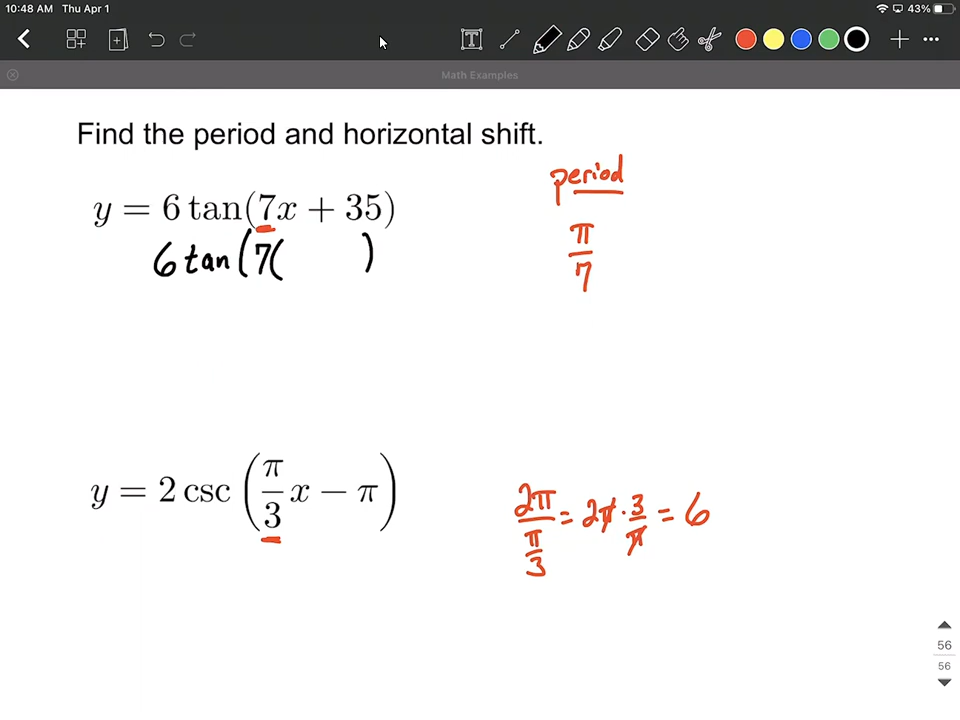 10:48 AM Thu Apr 1 43%
Math Examples
Find the period and horizontal shift.
period
y = 6 tan(7x + 35)
6 tan(7( )
π/7
y = 2 csc(π/3 x − π)
2π/(π/3) = 2π · 3/π = 6
56
56